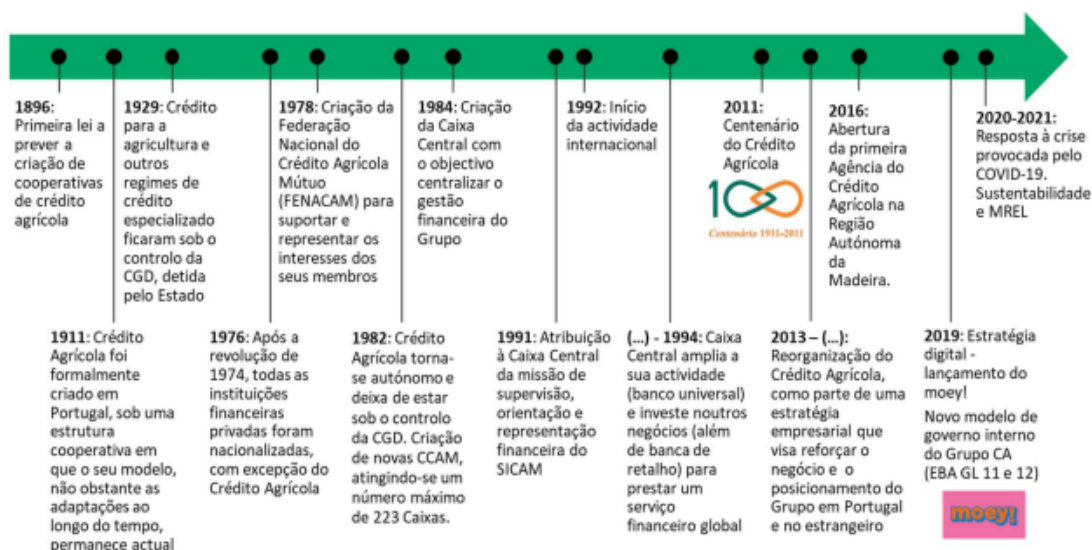 1896:
Primeira lei a
prever a
criação de
cooperativas
de crédito
agrícola
1929: Crédito
para a
agricultura e
outros
regimes de
crédito
especializado
ficaram sob o
controlo da
CGD, detida
pelo Estado
1978: Criação da
Federação
Nacional do
Crédito Agrícola
Mútuo
(FENACAM) para
suportar e
representar os
interesses dos
seus membros
1984: Criação
da Caixa
Central com
o objectivo
centralizar o
gestão
financeira do
Grupo
1992: Início
da actividade
internacional
2011:
Centenário
do Crédito
Agrícola
100
Centenário 1911-2011
2016:
Abertura
da primeira
Agência do
Crédito
Agrícola na
Região
Autónoma
da
Madeira.
2020-2021:
Resposta à crise
provocada pelo
COVID-19.
Sustentabilidade
e MREL
1911: Crédito
Agrícola foi
formalmente
criado em
Portugal, sob uma
estrutura
cooperativa em
que o seu modelo,
não obstante as
adaptações ao
longo do tempo,
permanece actual
1976: Após a
revolução de
1974, todas as
instituições
financeiras
privadas foram
nacionalizadas,
com excepção do
Crédito Agrícola
1982: Crédito
Agrícola torna-
se autónomo e
deixa de estar
sob o controlo
da CGD. Criação
de novas CCAM,
atingindo-se um
número máximo
de 223 Caixas.
1991: Atribuição
à Caixa Central
da missão de
supervisão,
orientação e
representação
financeira do
SICAM
(...) - 1994: Caixa
Central amplia a
sua actividade
(banco universal)
e investe noutros
negócios (além
de banca de
retalho) para
prestar um
serviço
financeiro global
2013 – (...):
Reorganização do
Crédito Agrícola,
como parte de uma
estratégia
empresarial que
visa reforçar o
negócio e o
posicionamento do
Grupo em Portugal
e no estrangeiro
2019: Estratégia
digital -
lançamento do
moey!
Novo modelo de
governo interno
do Grupo CA
(EBA GL 11 e 12)
moey!